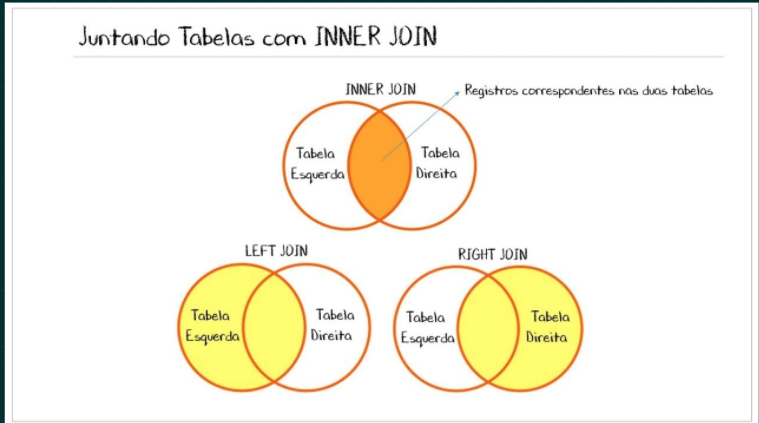 Juntando Tabelas com INNER JOIN
INNER JOIN
Registros correspondentes nas duas tabelas
Tabela
Esquerda
Tabela
Direita
LEFT JOIN
Tabela
Esquerda
Tabela
Direita
RIGHT JOIN
Tabela
Esquerda
Tabela
Direita